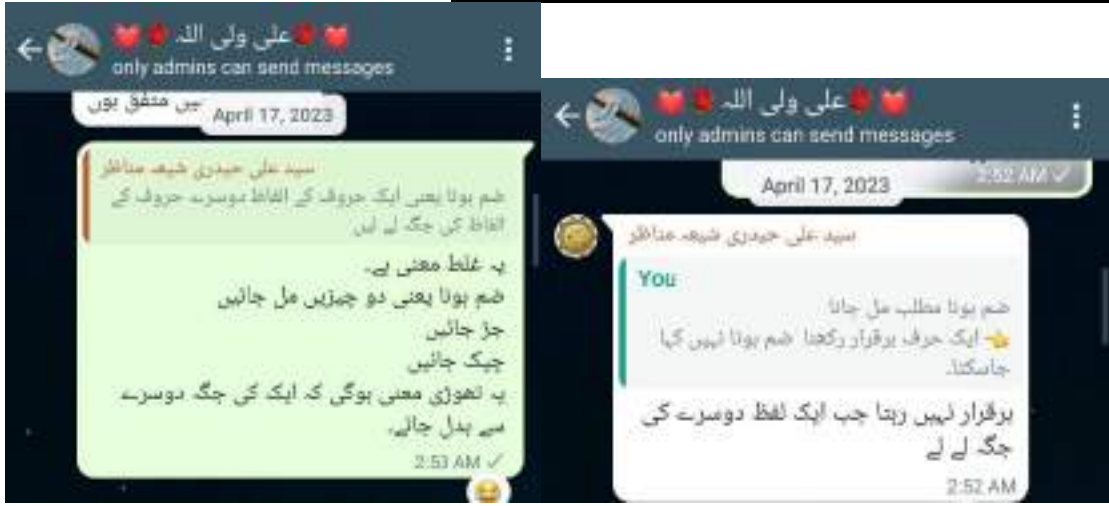 علی ولی اللہ
only admins can send messages
میں متفق ہوں
April 17, 2023
سید علی حیدری شیعہ مناظر
ضم ہونا یعنی ایک حروف کے الفاظ دوسرے حروف کے
الفاظ کی جگہ لے لیں
یہ غلط معنی ہے۔
ضم ہونا یعنی دو چیزیں مل جائیں
جڑ جائیں
چپک جائیں
یہ تھوڑی معنی ہوگی کہ ایک کی جگہ دوسرے
سے بدل جائے۔
2:53 AM
علی ولی اللہ
only admins can send messages
2:52 AM
April 17, 2023
سید علی حیدری شیعہ مناظر
You
ضم ہونا مطلب مل جانا
ایک حرف برقرار رکھنا ضم ہونا نہیں کہا
جاسکتا۔
برقرار نہیں رہتا جب ایک لفظ دوسرے کی
جگہ لے لے
2:52 AM